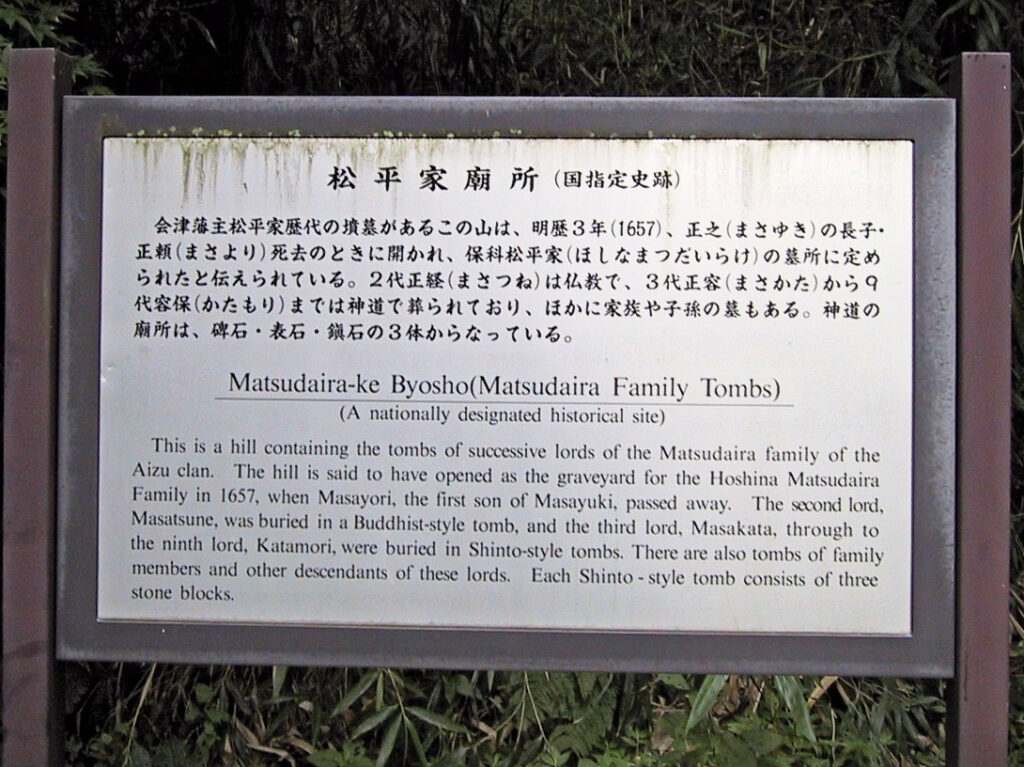 松平家廟所(国指定史跡)
会津藩主松平家歴代の墳墓があるこの山は、明歴3年(1657)、正之(まさゆき)の長子・
正頼(まさより)死去のときに開かれ、保科松平家(ほしなまつだいらけ)の墓所に定め
られたと伝えられている。2代正経(まさつね)は仏教で、3代正容(まさかた)から9
代容保(かたもり)までは神道で葬られており、ほかに家族や子孫の墓もある。神道の
廟所は、碑石・表石・鎭石の3体からなっている。
Matsudaira-ke Byosho(Matsudaira Family Tombs)
(A nationally designated historical site)
This is a hill containing the tombs of successive lords of the Matsudaira family of the
Aizu clan. The hill is said to have opened as the graveyard for the Hoshina Matsudaira
Family in 1657, when Masayori, the first son of Masayuki, passed away. The second lord,
Masatsune, was buried in a Buddhist-style tomb, and the third lord, Masakata, through to
the ninth lord, Katamori, were buried in Shinto-style tombs. There are also tombs of family
members and other descendants of these lords. Each Shinto - style tomb consists of three
stone blocks.